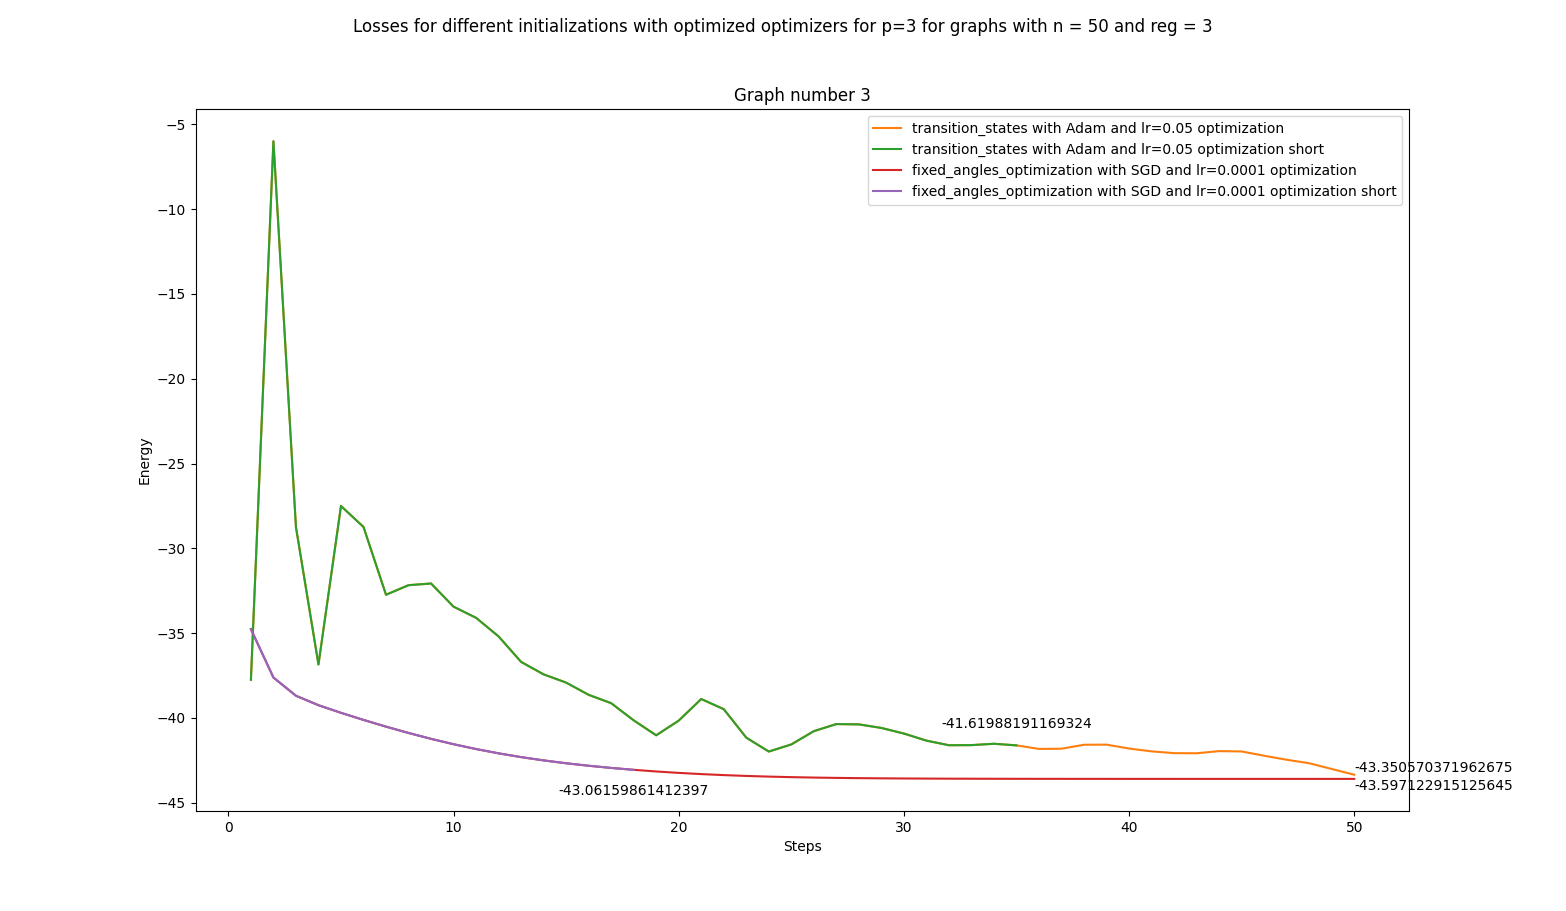 Losses for different initializations with optimized optimizers for p=3 for graphs with n = 50 and reg = 3
Graph number 3
transition_states with Adam and lr=0.05 optimization
transition_states with Adam and lr=0.05 optimization short
fixed_angles_optimization with SGD and lr=0.0001 optimization
fixed_angles_optimization with SGD and lr=0.0001 optimization short
−5
−10
−15
−20
−25
−30
−35
−40
−45
Energy
-41.61988191169324
-43.350570371962675
-43.597122915125645
-43.06159861412397
0 10 20 30 40 50
Steps